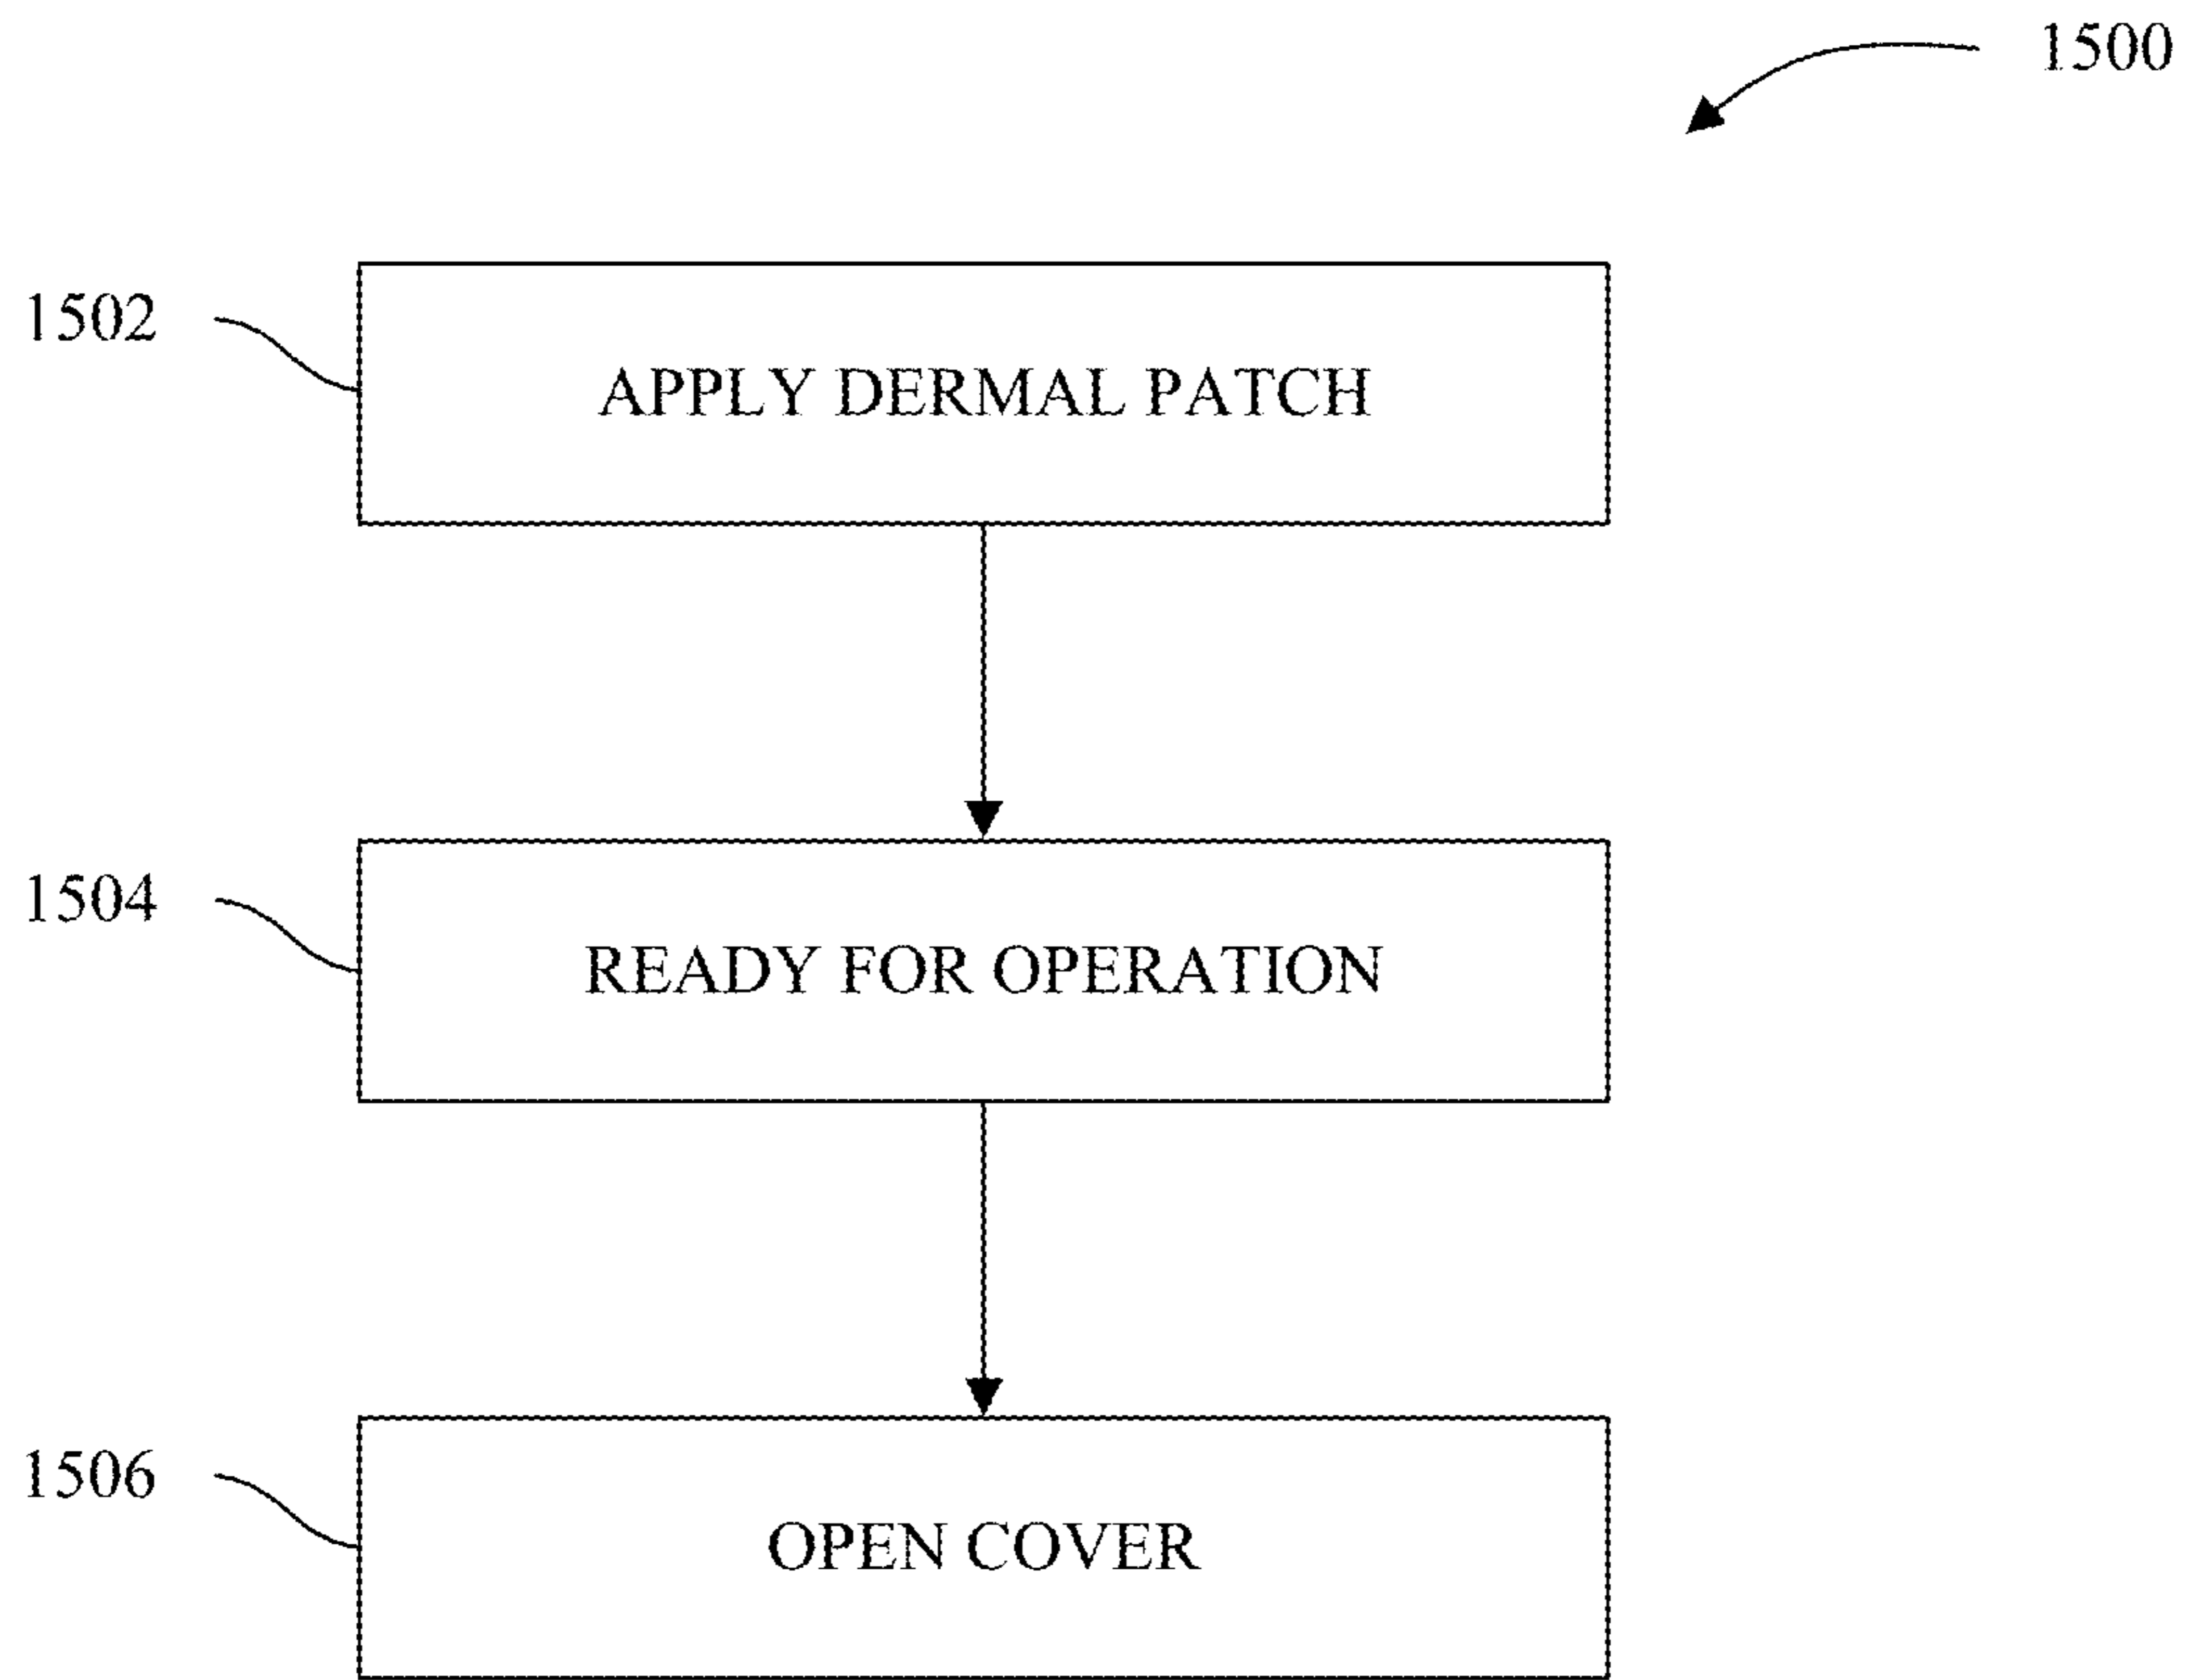 1500
1502
APPLY DERMAL PATCH
1504
READY FOR OPERATION
1506
OPEN COVER